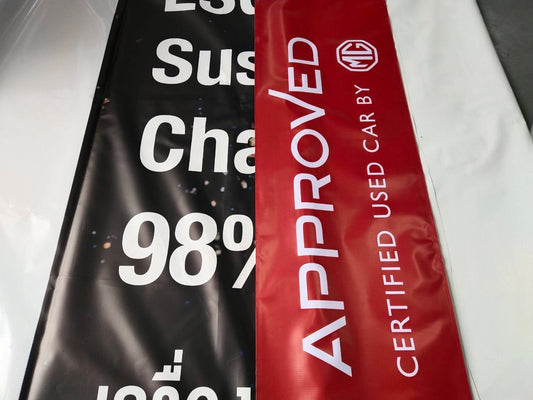 Sus
Cha
98%
APPROVED
CERTIFIED USED CAR BY MG